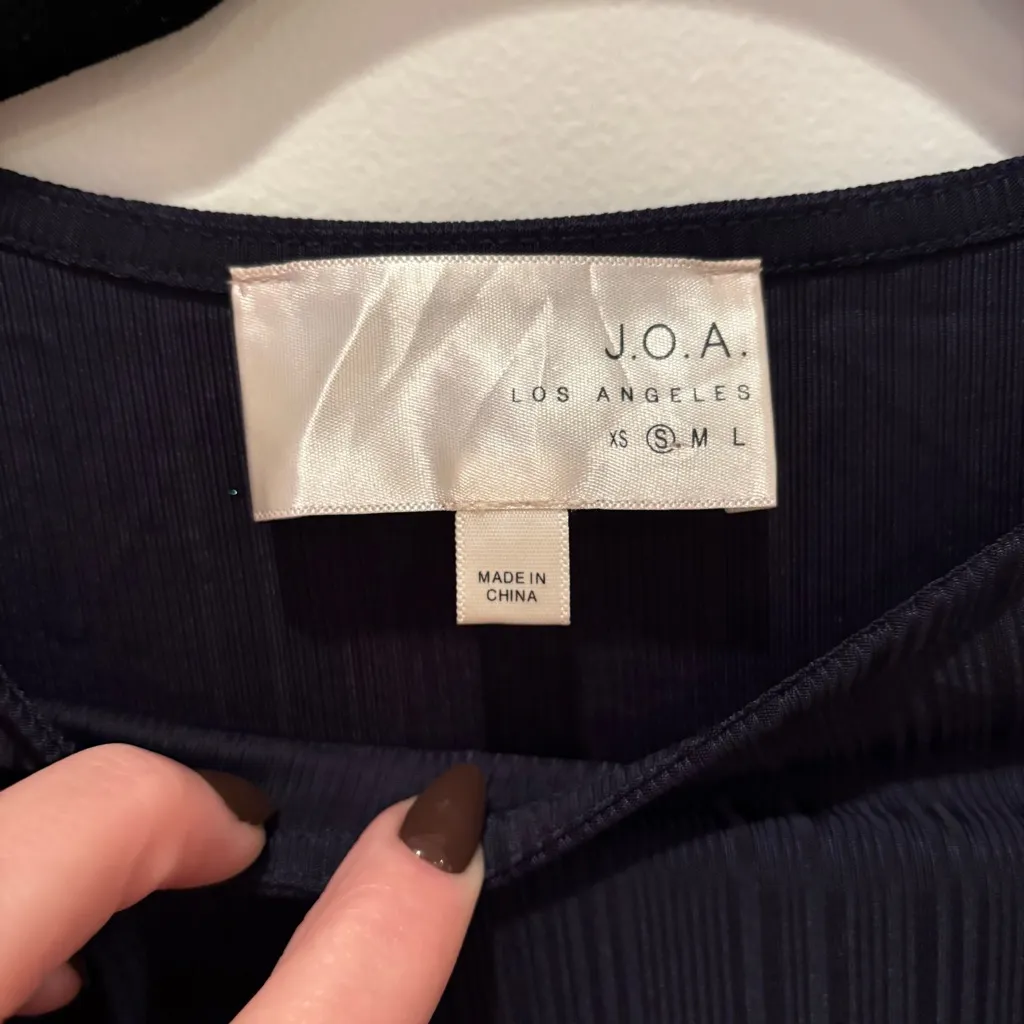 J.O.A.
LOS ANGELES
XS S M L
MADE IN
CHINA